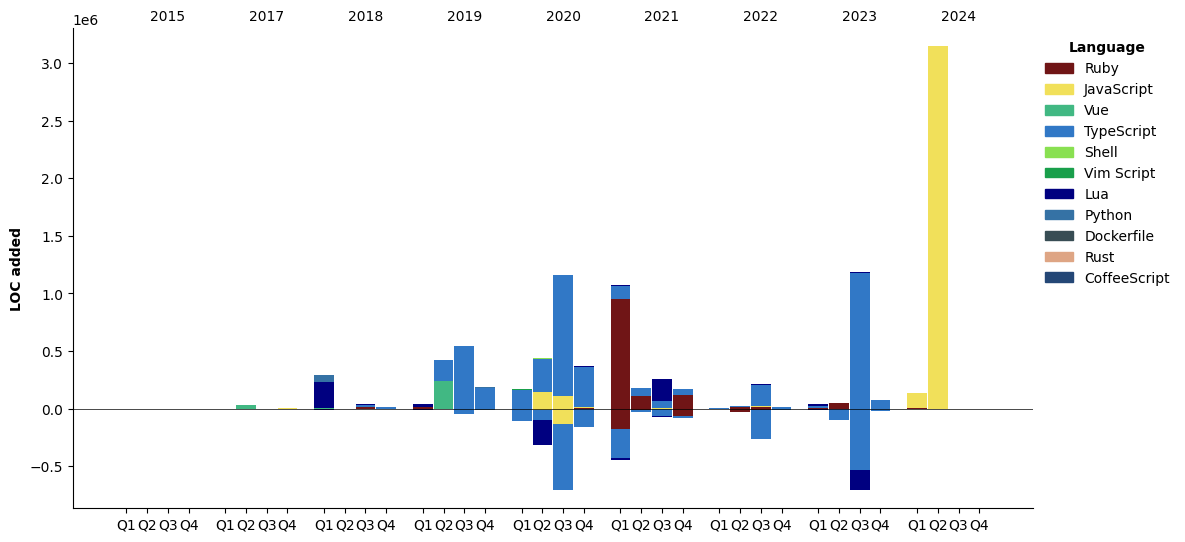 1e6
2015 2017 2018 2019 2020 2021 2022 2023 2024
3.0
2.5
2.0
1.5
1.0
0.5
0.0
−0.5
LOC added
Q1 Q2 Q3 Q4 Q1 Q2 Q3 Q4 Q1 Q2 Q3 Q4 Q1 Q2 Q3 Q4 Q1 Q2 Q3 Q4 Q1 Q2 Q3 Q4 Q1 Q2 Q3 Q4 Q1 Q2 Q3 Q4 Q1 Q2 Q3 Q4
Language
Ruby
JavaScript
Vue
TypeScript
Shell
Vim Script
Lua
Python
Dockerfile
Rust
CoffeeScript